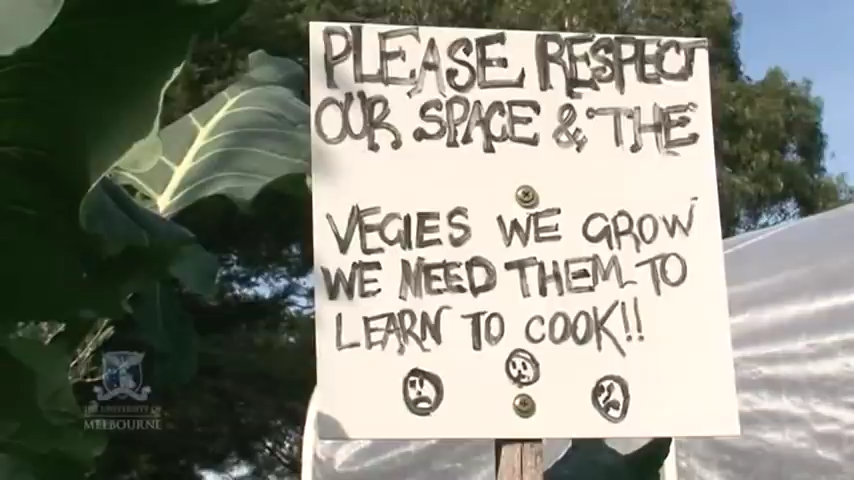 PLEASE RESPECT
OUR SPACE & THE
VEGIES WE GROW
WE NEED THEM TO
LEARN TO COOK!!
THE UNIVERSITY OF
MELBOURNE